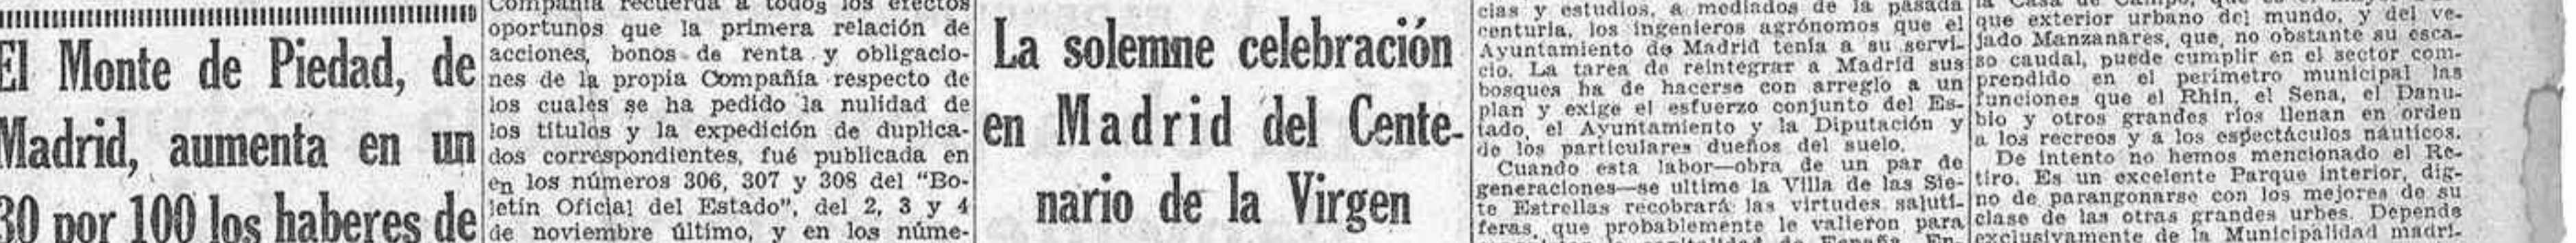 El Monte de Piedad, de
Madrid, aumenta en un
30 por 100 los haberes de
Compañía recuerda a todos los efectos
oportunos que la primera relación de
acciones, bonos de renta y obligacio-
nes de la propia Compañía respecto de
los cuales se ha pedido la nulidad de
los títulos y la expedición de duplica-
dos correspondientes, fué publicada en
en los números 306, 307 y 308 del "Bo-
letín Oficial del Estado", del 2, 3 y 4
de noviembre último, y en los núme-
La solemne celebración
en Madrid del Cente-
nario de la Virgen
cias y estudios, a mediados de la pasada
centuria, los ingenieros agrónomos que el
Ayuntamiento de Madrid tenía a su servi-
cio. La tarea de reintegrar a Madrid sus
bosques ha de hacerse con arreglo a un
plan y exige el esfuerzo conjunto del Es-
tado, el Ayuntamiento y la Diputación y
de los particulares dueños del suelo.
Cuando esta labor—obra de un par de
generaciones—se ultime la Villa de las Sie-
te Estrellas recobrará las virtudes salutí-
feras que probablemente le valieron para
capitalidad de España. En-
la Casa de Campo, que es el
que exterior urbano del mundo, y del ve-
jado Manzanares, que, no obstante su esca-
so caudal, puede cumplir en el sector com-
prendido en el perímetro municipal las
funciones que el Rhin, el Sena, el Danu-
bio y otros grandes ríos llenan en orden
a los recreos y a los espectáculos náuticos.
De intento no hemos mencionado el Re-
tiro. Es un excelente Parque interior, dig-
no de parangonarse con los mejores de su
clase de las otras grandes urbes. Depende
exclusivamente de la Municipalidad madri-